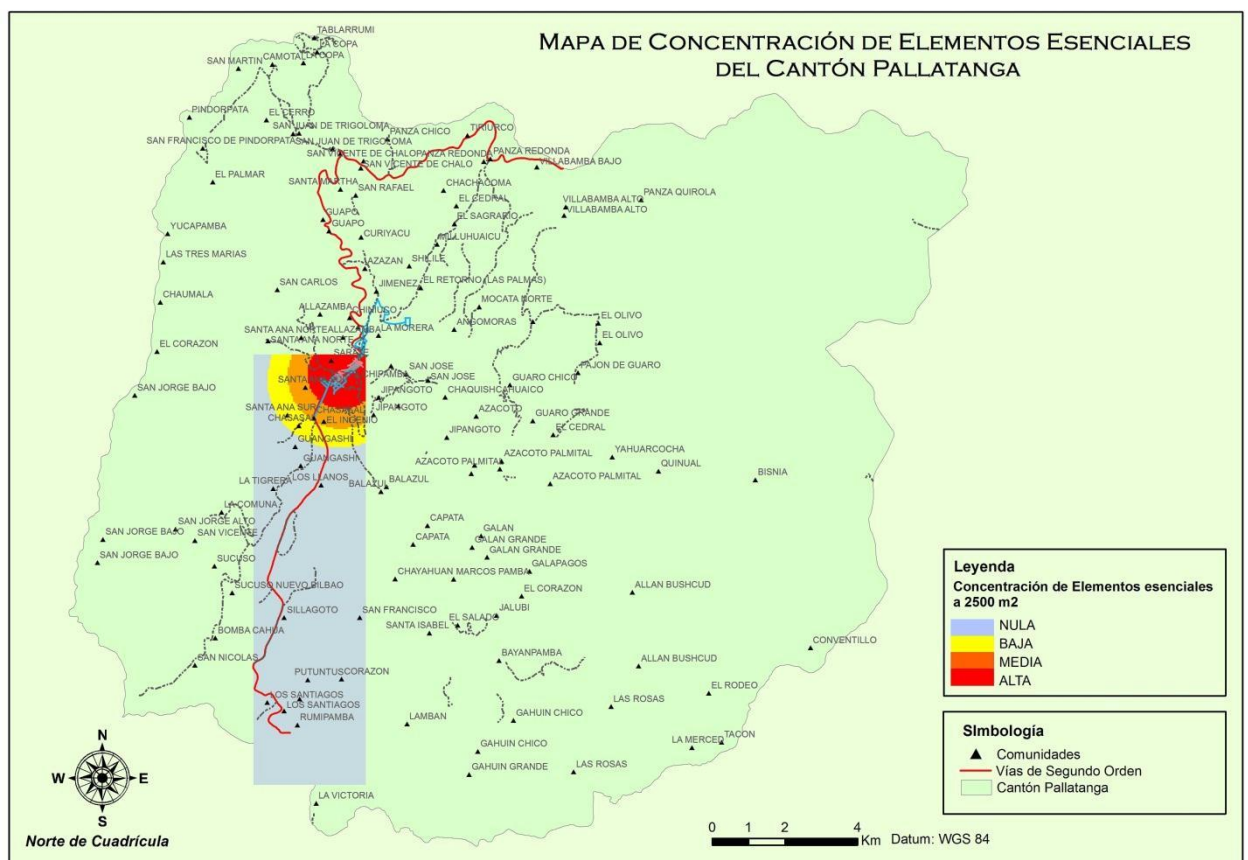 MAPA DE CONCENTRACIÓN DE ELEMENTOS ESENCIALES
DEL CANTÓN PALLATANGA
TABLARRUMI
LA COPA
SAN MARTIN
CAMOTAL
COPA
PINDORPATA
EL CERRO
SAN JUAN DE TRIGOLOMA
PANZA CHICO
TIRIURCO
SAN FRANCISCO DE PINDORPATA
SAN JUAN DE TRIGOLOMA
SAN VICENTE DE CHALO
PANZA REDONDA
PANZA REDONDA
SAN VICENTE DE CHALO
VILLABAMBA BAJO
EL PALMAR
SANTA MARTHA
SAN RAFAEL
CHACHACOMA
EL CEDRAL
VILLABAMBA ALTO
PANZA QUIROLA
VILLABAMBA ALTO
GUAPO
GUAPO
EL SAGRARIO
YUCAPAMBA
CURIYACU
MILLUHUAICU
LAS TRES MARIAS
AZAZAN
SHILILE
SAN CARLOS
JIMENEZ
EL RETORNO (LAS PALMAS)
CHAUMALA
ALLAZAMBA
CHINIUCO
MOCATA NORTE
ANGOMORAS
EL OLIVO
SANTA ANA NORTE
ALLAZAMBA
LA MORERA
SANTA ANA NORTE
EL OLIVO
EL CORAZON
CHIPAMBA
SAN JOSE
SAN JOSE
PAJON DE GUARO
SAN JORGE BAJO
SANTA
JIPANGOTO
CHAQUISHCAHUAICO
GUARO CHICO
SANTA ANA SUR
CHASASAL
CHASASAL
EL INGENIO
JIPANGOTO
AZACOTO
GUARO GRANDE
GUANGASHI
JIPANGOTO
EL CEDRAL
GUANGASHI
AZACOTO PALMITAL
AZACOTO PALMITAL
YAHUARCOCHA
QUINUAL
BISNIA
LA TIGRERA
LOS LLANOS
BALAZUL
BALAZUL
AZACOTO PALMITAL
LA COMUNA
SAN JORGE BAJO
SAN JORGE ALTO
SAN VICENTE
CAPATA
GALAN
CAPATA
GALAN GRANDE
GALAN GRANDE
SAN JORGE BAJO
SUCUSO
CHAYAHUAN
MARCOS PAMBA
GALAPAGOS
SUCUSO NUEVO BILBAO
EL CORAZON
ALLAN BUSHCUD
SILLAGOTO
SAN FRANCISCO
EL SALADO
JALUBI
SANTA ISABEL
BOMBA CAHUA
CONVENTILLO
SAN NICOLAS
BAYANPAMBA
ALLAN BUSHCUD
PUTUNTUS
CORAZON
EL RODEO
LOS SANTIAGOS
LOS SANTIAGOS
LAS ROSAS
RUMIPAMBA
LAMBAN
GAHUIN CHICO
LA MERCED
TACON
GAHUIN CHICO
GAHUIN GRANDE
LAS ROSAS
LA VICTORIA
Leyenda
Concentración de Elementos esenciales
a 2500 m2
NULA
BAJA
MEDIA
ALTA
SImbología
Comunidades
Vías de Segundo Orden
Cantón Pallatanga
N
W
E
S
Norte de Cuadrícula
0 1 2 4
Km
Datum: WGS 84